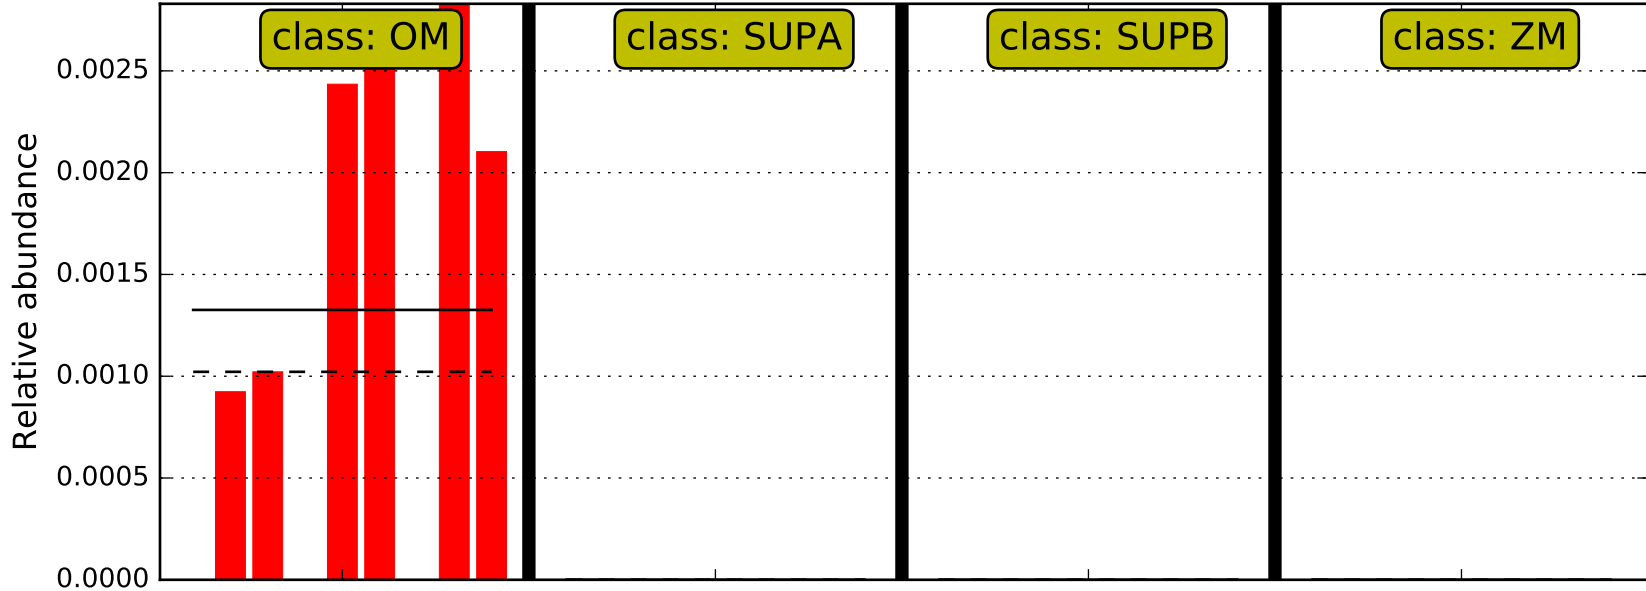 class: OM
class: SUPA
class: SUPB
class: ZM
Relative abundance
0.0025
0.0020
0.0015
0.0010
0.0005
0.0000